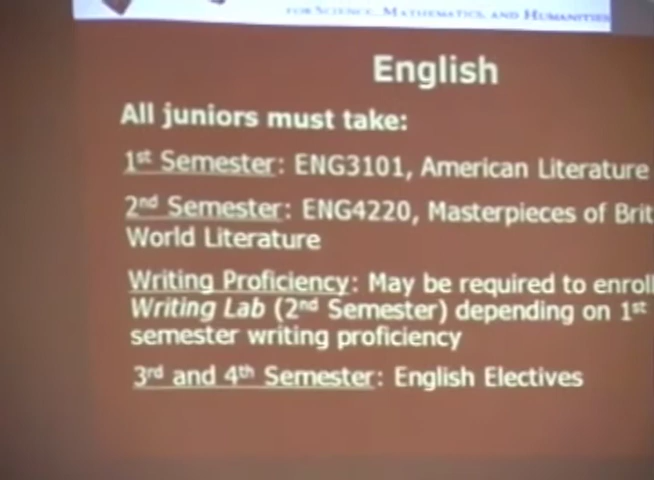 FOR SCIENCE, MATHEMATICS, AND HUMANITIES
English
All juniors must take:
1st Semester: ENG3101, American Literature
2nd Semester: ENG4220, Masterpieces of Brit
World Literature
Writing Proficiency: May be required to enroll
Writing Lab (2nd Semester) depending on 1st
semester writing proficiency
3rd and 4th Semester: English Electives